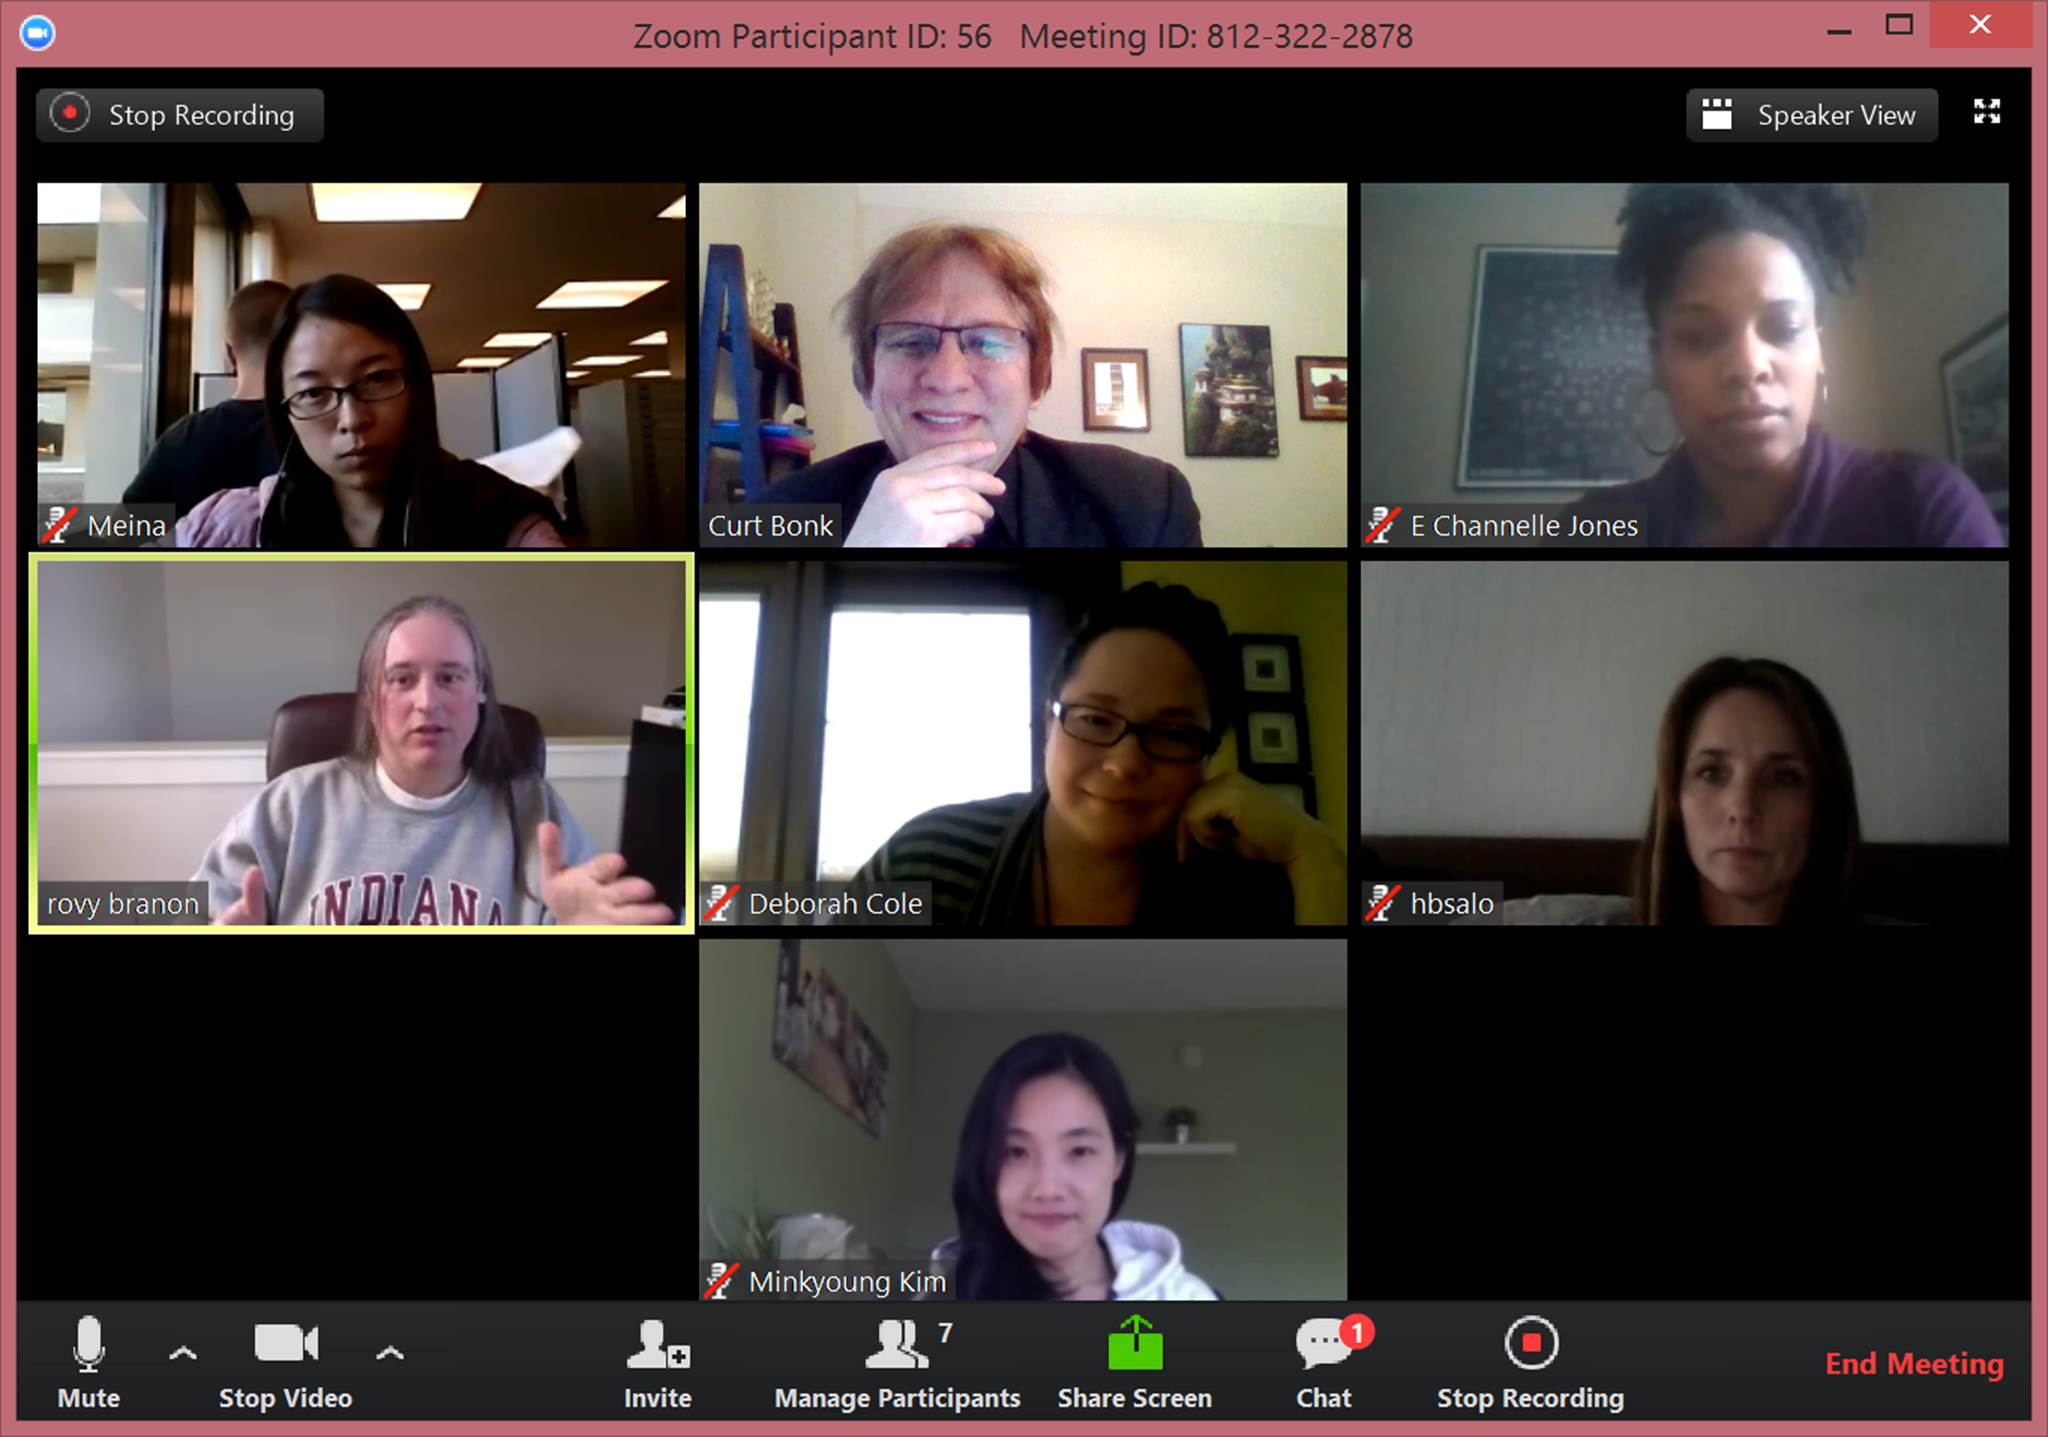 Zoom Participant ID: 56 Meeting ID: 812-322-2878
Stop Recording
Speaker View
Meina
Curt Bonk
E Channelle Jones
INDIANA
rovy branon
Deborah Cole
hbsalo
Minkyoung Kim
7
1
Mute
Stop Video
Invite
Manage Participants
Share Screen
Chat
Stop Recording
End Meeting